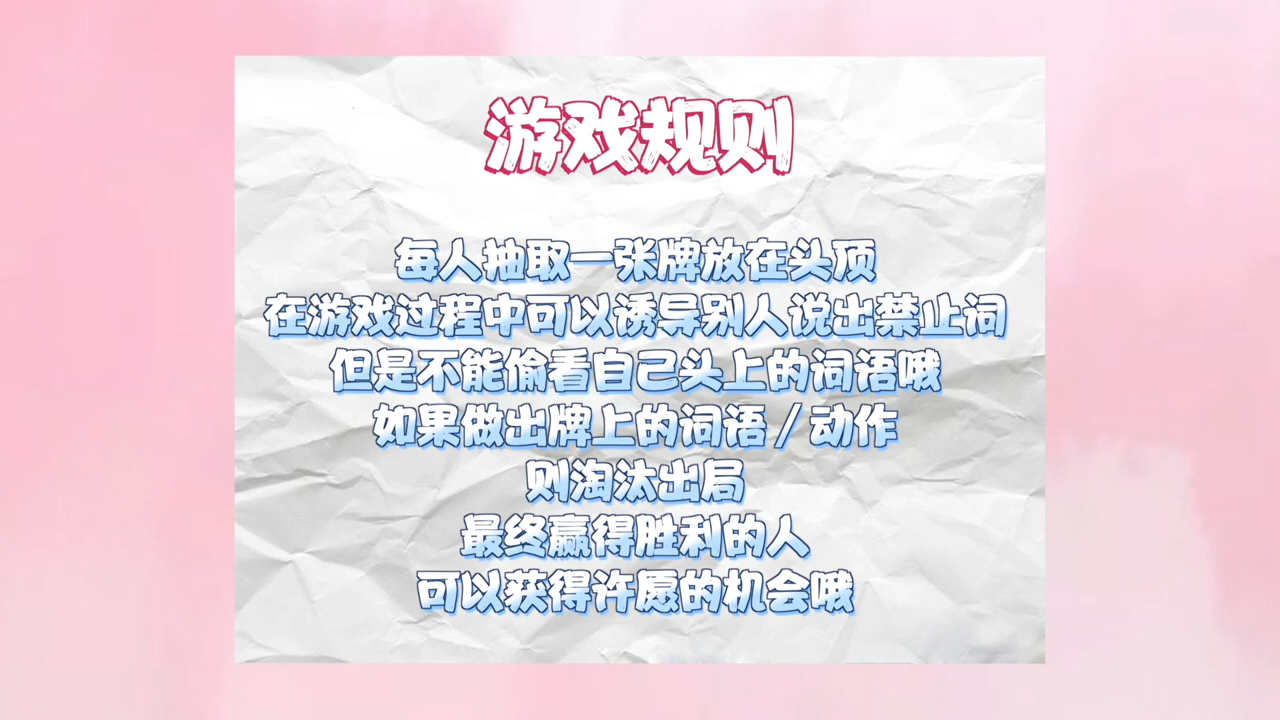 游戏规则
每人抽取一张牌放在头顶
在游戏过程中可以诱导别人说出禁止词
但是不能偷看自己头上的词语哦
如果做出牌上的词语/动作
则淘汰出局
最终赢得胜利的人
可以获得许愿的机会哦